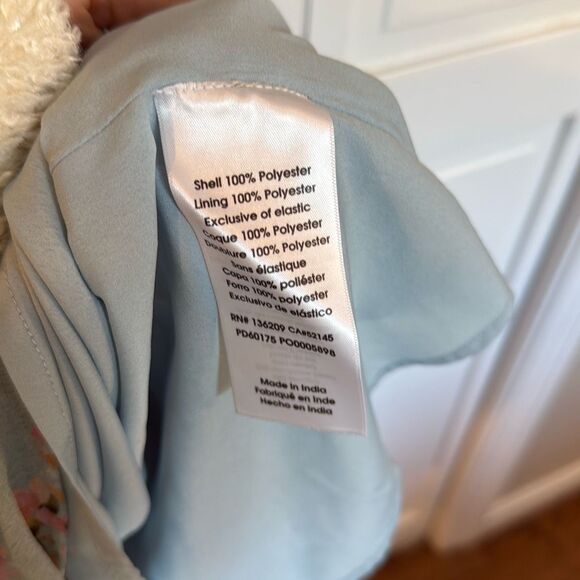 Shell 100% Polyester
Lining 100% Polyester
Exclusive of elastic
Coque 100% Polyester
Doublure 100% Polyester
Sans élastique
Capa 100% poliéster
Forro 100% polyester
Exclusivo de elástico
RN# 136209 CA#52145
PD60175 PO0005898
Made in India
Fabriqué en Inde
Hecho en India